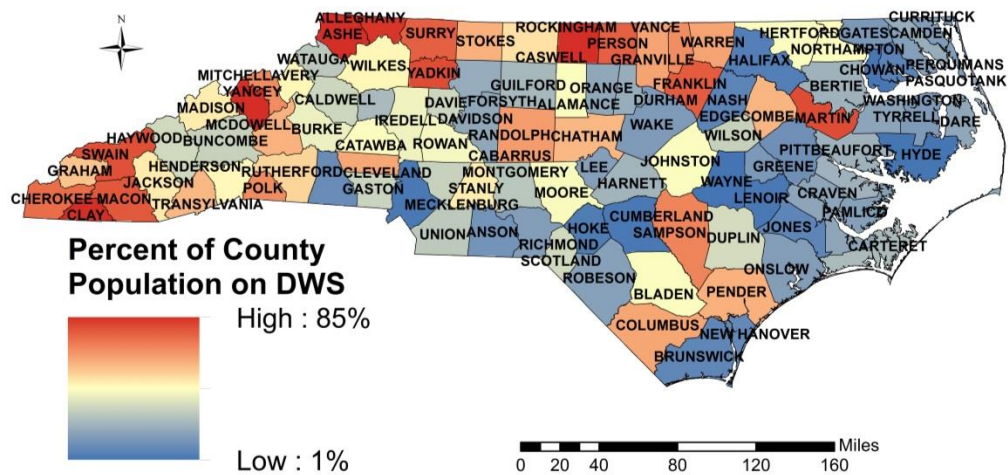 N
ALLEGHANY
ASHE
SURRY
STOKES
ROCKINGHAM
CASWELL
PERSON
VANCE
GRANVILLE
WARREN
HERTFORD
NORTHAMPTON
GATES
CAMDEN
CURRITUCK
WATAUGA
WILKES
YADKIN
GUILFORD
ORANGE
HALIFAX
CHOWAN
PERQUIMANS
PASQUOTANK
MITCHELL
AVERY
YANCEY
CALDWELL
DAVIE
FORSYTH
ALAMANCE
DURHAM
FRANKLIN
NASH
BERTIE
MADISON
MCDOWELL
BURKE
IREDELL
DAVIDSON
WAKE
EDGECOMBE
MARTIN
WASHINGTON
TYRRELL
DARE
HAYWOOD
BUNCOMBE
CATAWBA
ROWAN
RANDOLPH
CHATHAM
WILSON
SWAIN
GRAHAM
HENDERSON
RUTHERFORD
CLEVELAND
CABARRUS
MONTGOMERY
LEE
JOHNSTON
GREENE
PITT
BEAUFORT
HYDE
JACKSON
POLK
GASTON
STANLY
MOORE
HARNETT
WAYNE
CRAVEN
CHEROKEE
MACON
TRANSYLVANIA
MECKLENBURG
LENOIR
PAMLICO
CLAY
UNION
ANSON
HOKE
CUMBERLAND
SAMPSON
DUPLIN
JONES
CARTERET
RICHMOND
SCOTLAND
ROBESON
ONSLOW
BLADEN
PENDER
COLUMBUS
NEW HANOVER
BRUNSWICK
Percent of County
Population on DWS
High : 85%
Low : 1%
Miles
0 20 40 80 120 160